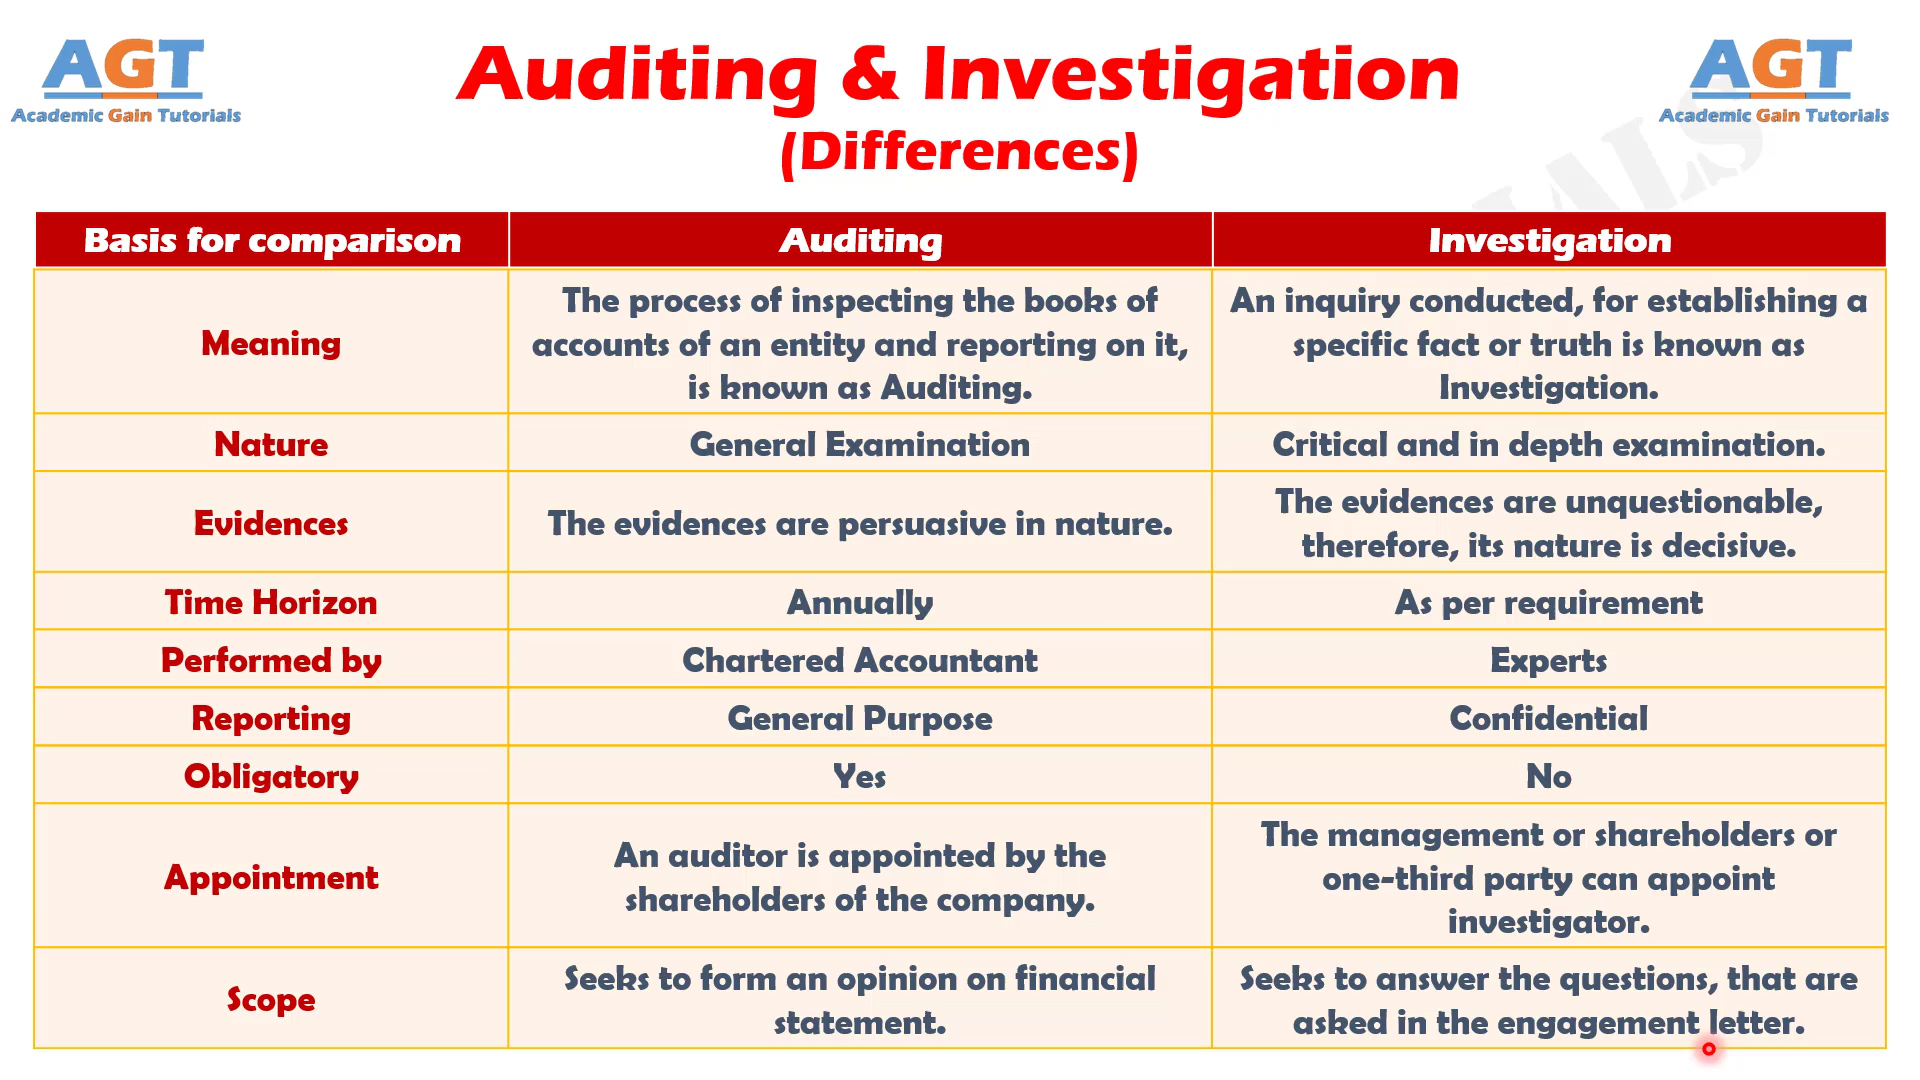 AGT
Academic Gain Tutorials
Auditing & Investigation
(Differences)
AGT
Academic Gain Tutorials
IALS
Basis for comparison
Auditing
Investigation
Meaning
The process of inspecting the books of
accounts of an entity and reporting on it,
is known as Auditing.
An inquiry conducted, for establishing a
specific fact or truth is known as
Investigation.
Nature
General Examination
Critical and in depth examination.
Evidences
The evidences are persuasive in nature.
The evidences are unquestionable,
therefore, its nature is decisive.
Time Horizon
Annually
As per requirement
Performed by
Chartered Accountant
Experts
Reporting
General Purpose
Confidential
Obligatory
Yes
No
Appointment
An auditor is appointed by the
shareholders of the company.
The management or shareholders or
one-third party can appoint
investigator.
Scope
Seeks to form an opinion on financial
statement.
Seeks to answer the questions, that are
asked in the engagement letter.